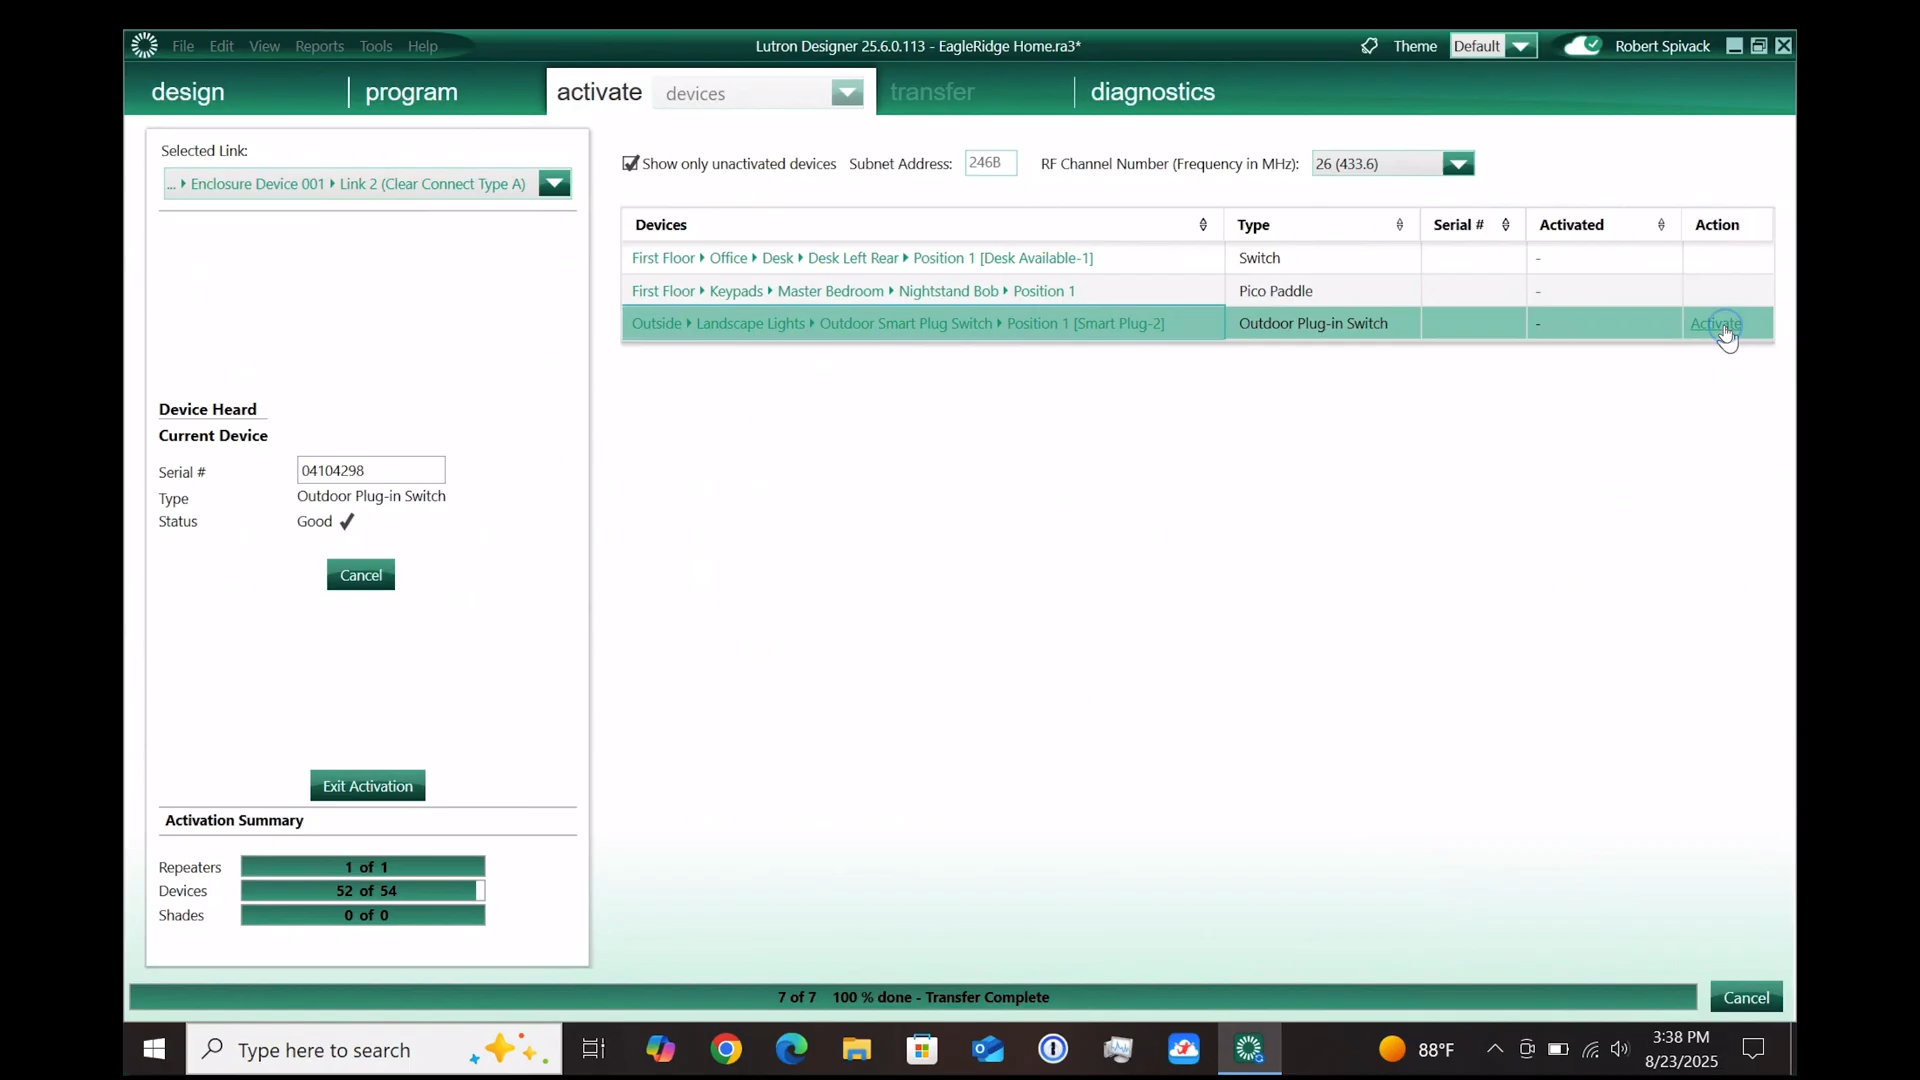 File Edit View Reports Tools Help
Lutron Designer 25.6.0.113 - EagleRidge Home.ra3*
Theme Default Robert Spivack
design program activate devices transfer diagnostics
Selected Link:
... Enclosure Device 001 Link 2 (Clear Connect Type A)
Show only unactivated devices Subnet Address: 246B RF Channel Number (Frequency in MHz): 26 (433.6)
Devices Type Serial # Activated Action
First Floor Office Desk Desk Left Rear Position 1 [Desk Available-1] Switch -
First Floor Keypads Master Bedroom Nightstand Bob Position 1 Pico Paddle -
Outside Landscape Lights Outdoor Smart Plug Switch Position 1 [Smart Plug-2] Outdoor Plug-in Switch - Activate
Device Heard
Current Device
Serial # 04104298
Type Outdoor Plug-in Switch
Status Good
Cancel
Exit Activation
Activation Summary
Repeaters 1 of 1
Devices 52 of 54
Shades 0 of 0
7 of 7 100 % done - Transfer Complete
Cancel
Type here to search
88°F
3:38 PM
8/23/2025